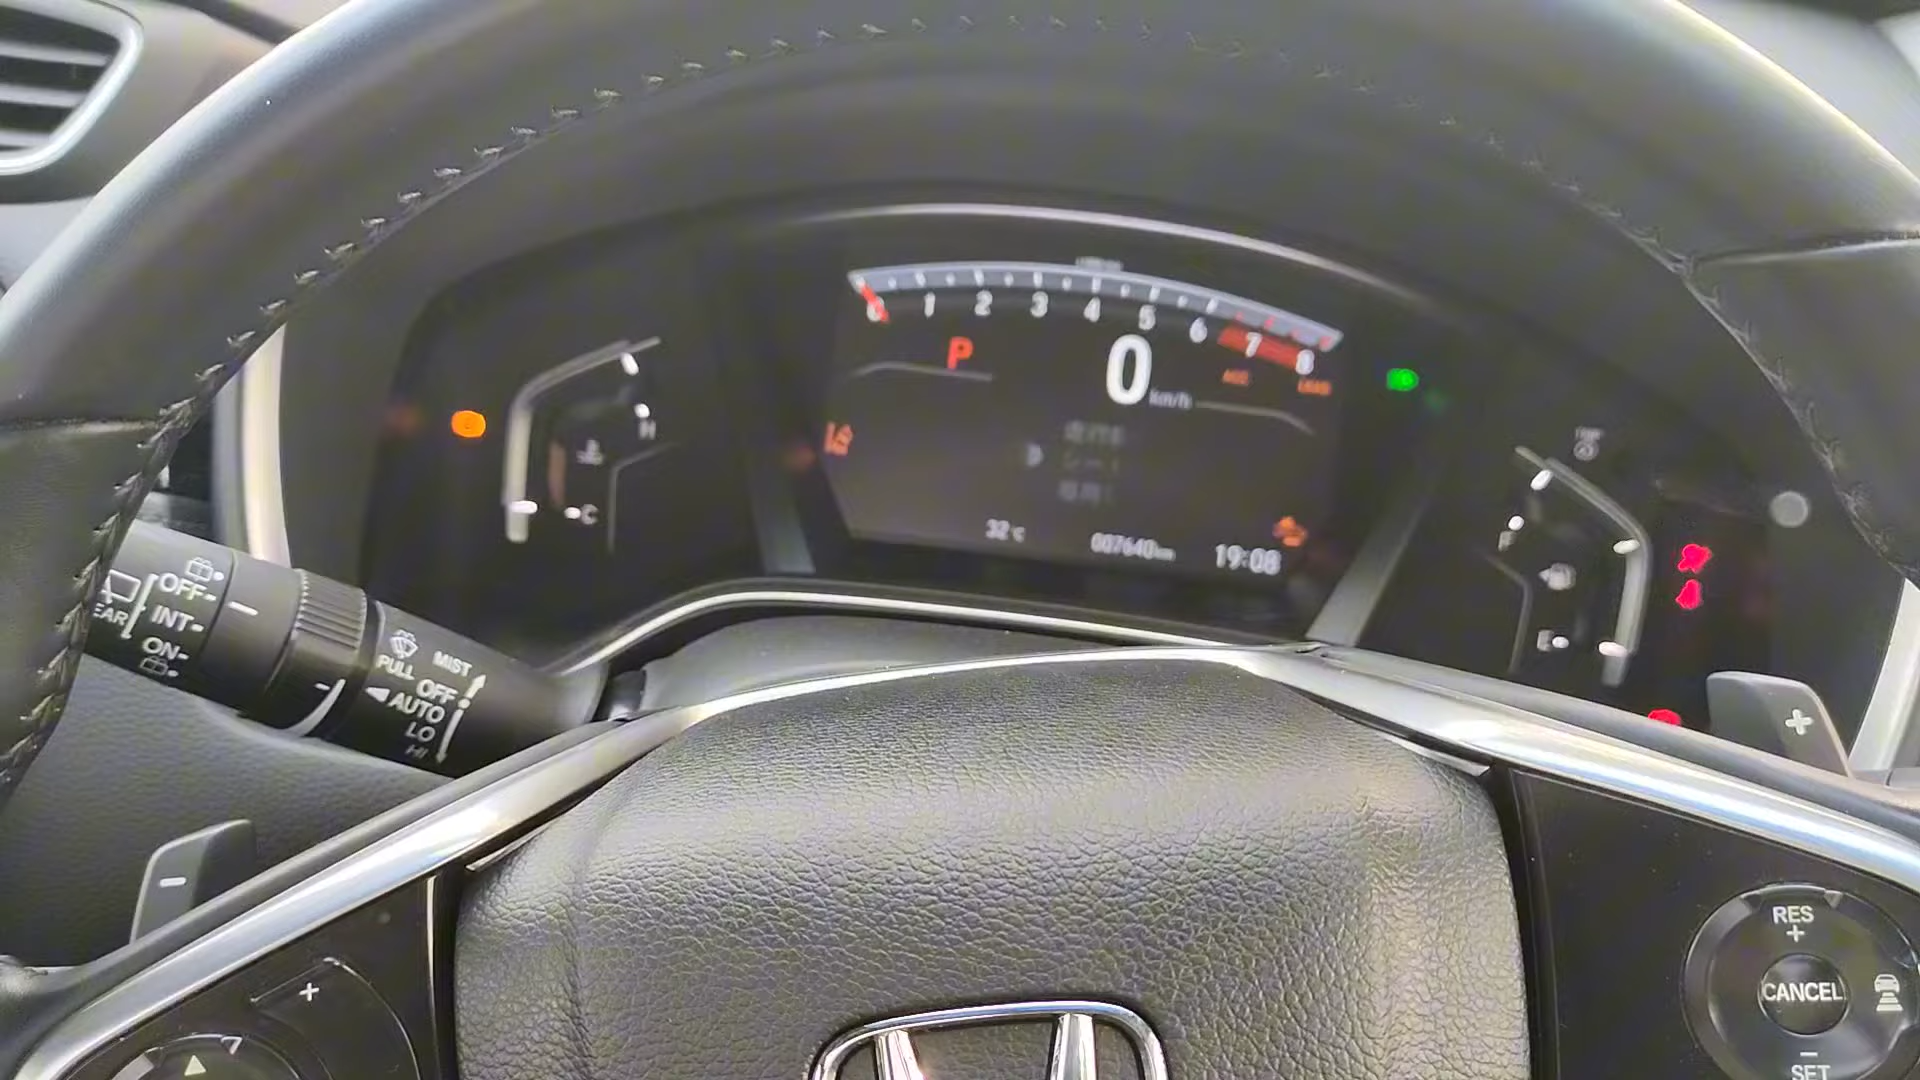 0 1 2 3 4 5 6 7 8
P
0 km/h
H
C
F
E
32°C
007640km
19:08
OFF
INT
ON
MIST
PULL
OFF
AUTO
LO
HI
+
−
+
RES
+
CANCEL
−
SET